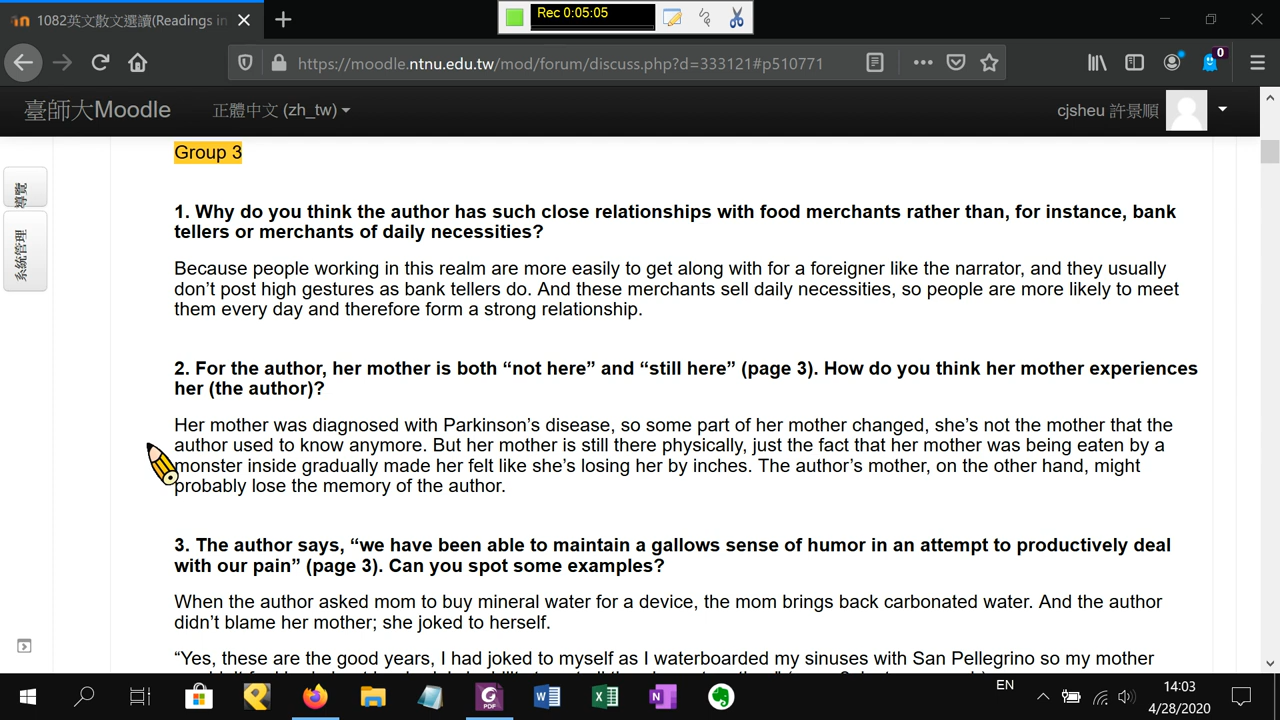 1082英文散文選讀(Readings in
Rec 0:05:05
https://moodle.ntnu.edu.tw/mod/forum/discuss.php?d=333121#p510771
0
臺師大Moodle
正體中文 (zh_tw)
cjsheu 許景順
導覽
系統管理
Group 3
1. Why do you think the author has such close relationships with food merchants rather than, for instance, bank
tellers or merchants of daily necessities?
Because people working in this realm are more easily to get along with for a foreigner like the narrator, and they usually
don’t post high gestures as bank tellers do. And these merchants sell daily necessities, so people are more likely to meet
them every day and therefore form a strong relationship.
2. For the author, her mother is both “not here” and “still here” (page 3). How do you think her mother experiences
her (the author)?
Her mother was diagnosed with Parkinson’s disease, so some part of her mother changed, she’s not the mother that the
author used to know anymore. But her mother is still there physically, just the fact that her mother was being eaten by a
monster inside gradually made her felt like she’s losing her by inches. The author’s mother, on the other hand, might
probably lose the memory of the author.
3. The author says, “we have been able to maintain a gallows sense of humor in an attempt to productively deal
with our pain” (page 3). Can you spot some examples?
When the author asked mom to buy mineral water for a device, the mom brings back carbonated water. And the author
didn’t blame her mother; she joked to herself.
“Yes, these are the good years, I had joked to myself as I waterboarded my sinuses with San Pellegrino so my mother
PDF
EN
14:03
4/28/2020